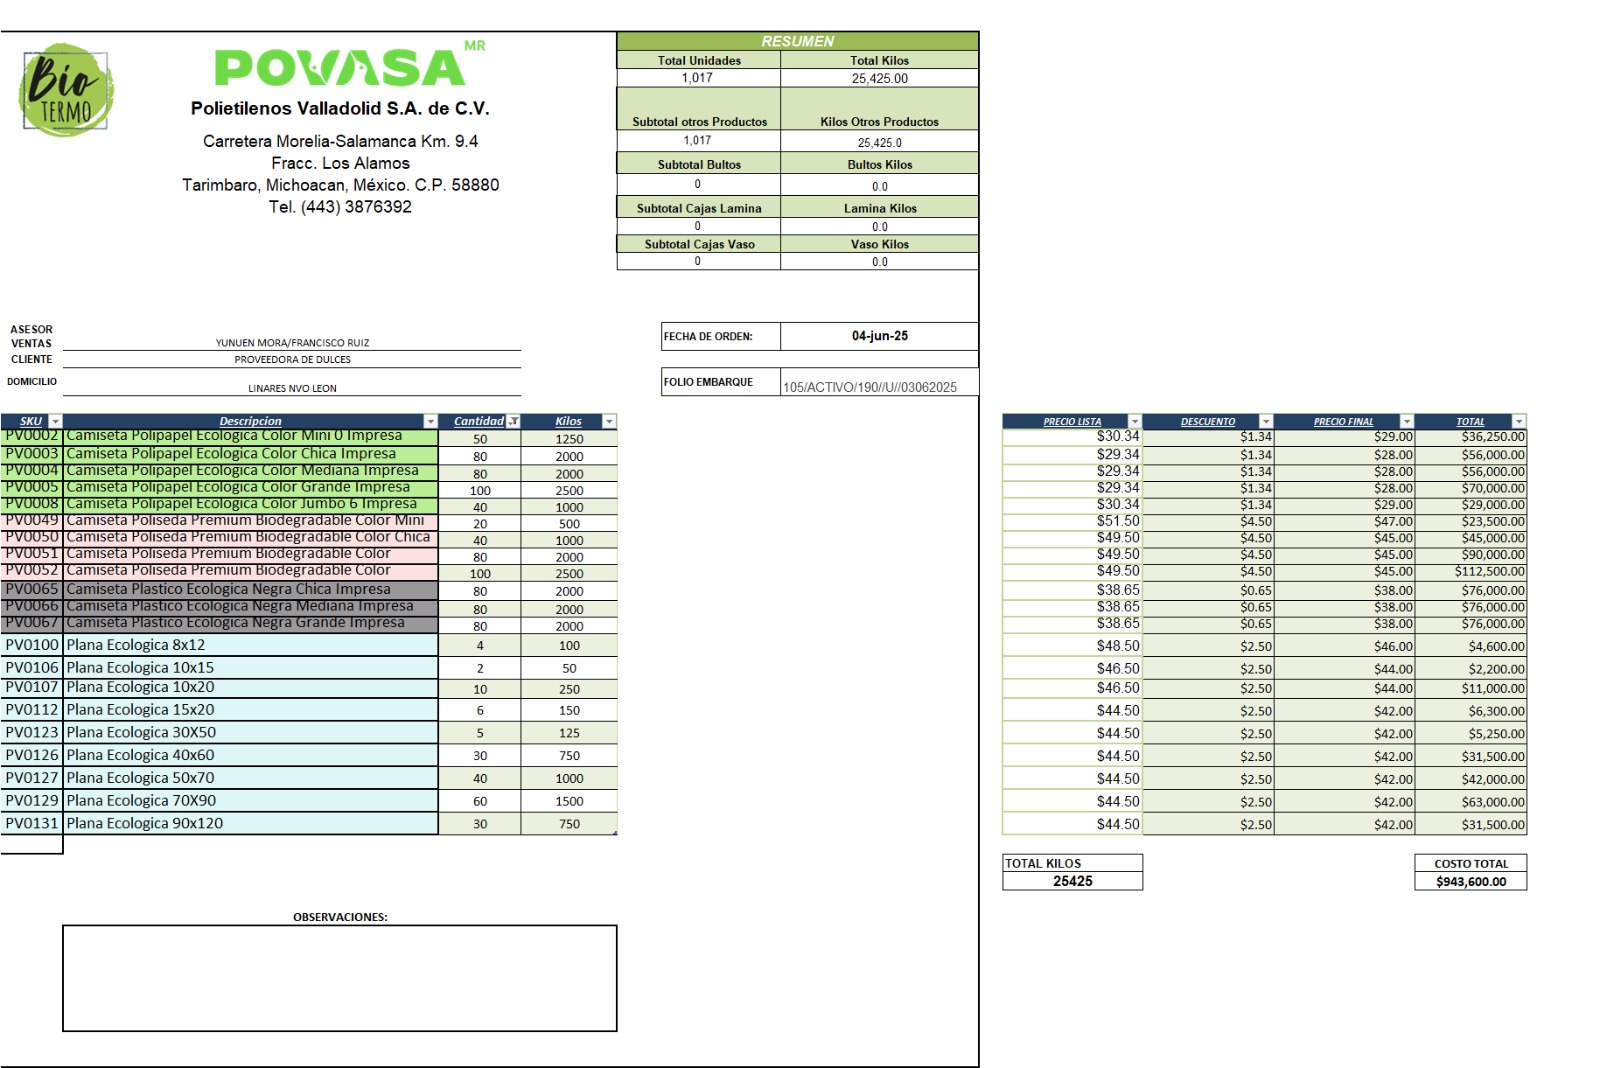 Bio
TERMO
POVASA MR
Polietilenos Valladolid S.A. de C.V.
Carretera Morelia-Salamanca Km. 9.4
Fracc. Los Alamos
Tarimbaro, Michoacan, México. C.P. 58880
Tel. (443) 3876392
RESUMEN
Total Unidades Total Kilos
1,017 25,425.00
Subtotal otros Productos Kilos Otros Productos
1,017 25,425.0
Subtotal Bultos Bultos Kilos
0 0.0
Subtotal Cajas Lamina Lamina Kilos
0 0.0
Subtotal Cajas Vaso Vaso Kilos
0 0.0
ASESOR
VENTAS YUNUEN MORA/FRANCISCO RUIZ
CLIENTE PROVEEDORA DE DULCES
DOMICILIO LINARES NVO LEON
FECHA DE ORDEN: 04-jun-25
FOLIO EMBARQUE 105/ACTIVO/190//U//03062025
SKU Descripcion Cantidad Kilos PRECIO LISTA DESCUENTO PRECIO FINAL TOTAL
PV0002 Camiseta Polipapel Ecologica Color Mini 0 Impresa 50 1250 $30.34 $1.34 $29.00 $36,250.00
PV0003 Camiseta Polipapel Ecologica Color Chica Impresa 80 2000 $29.34 $1.34 $28.00 $56,000.00
PV0004 Camiseta Polipapel Ecologica Color Mediana Impresa 80 2000 $29.34 $1.34 $28.00 $56,000.00
PV0005 Camiseta Polipapel Ecologica Color Grande Impresa 100 2500 $29.34 $1.34 $28.00 $70,000.00
PV0008 Camiseta Polipapel Ecologica Color Jumbo 6 Impresa 40 1000 $30.34 $1.34 $29.00 $29,000.00
PV0049 Camiseta Poliseda Premium Biodegradable Color Mini 20 500 $51.50 $4.50 $47.00 $23,500.00
PV0050 Camiseta Poliseda Premium Biodegradable Color Chica 40 1000 $49.50 $4.50 $45.00 $45,000.00
PV0051 Camiseta Poliseda Premium Biodegradable Color 80 2000 $49.50 $4.50 $45.00 $90,000.00
PV0052 Camiseta Poliseda Premium Biodegradable Color 100 2500 $49.50 $4.50 $45.00 $112,500.00
PV0065 Camiseta Plastico Ecologica Negra Chica Impresa 80 2000 $38.65 $0.65 $38.00 $76,000.00
PV0066 Camiseta Plastico Ecologica Negra Mediana Impresa 80 2000 $38.65 $0.65 $38.00 $76,000.00
PV0067 Camiseta Plastico Ecologica Negra Grande Impresa 80 2000 $38.65 $0.65 $38.00 $76,000.00
PV0100 Plana Ecologica 8x12 4 100 $48.50 $2.50 $46.00 $4,600.00
PV0106 Plana Ecologica 10x15 2 50 $46.50 $2.50 $44.00 $2,200.00
PV0107 Plana Ecologica 10x20 10 250 $46.50 $2.50 $44.00 $11,000.00
PV0112 Plana Ecologica 15x20 6 150 $44.50 $2.50 $42.00 $6,300.00
PV0123 Plana Ecologica 30X50 5 125 $44.50 $2.50 $42.00 $5,250.00
PV0126 Plana Ecologica 40x60 30 750 $44.50 $2.50 $42.00 $31,500.00
PV0127 Plana Ecologica 50x70 40 1000 $44.50 $2.50 $42.00 $42,000.00
PV0129 Plana Ecologica 70X90 60 1500 $44.50 $2.50 $42.00 $63,000.00
PV0131 Plana Ecologica 90x120 30 750 $44.50 $2.50 $42.00 $31,500.00
TOTAL KILOS COSTO TOTAL
25425 $943,600.00
OBSERVACIONES: